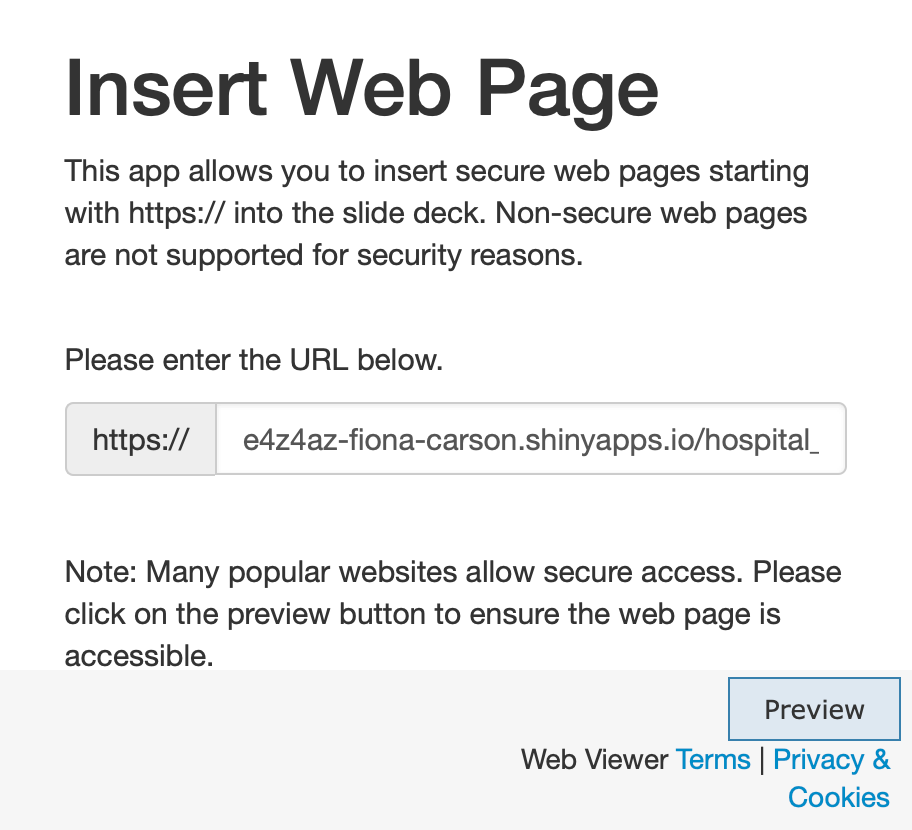 Insert Web Page
This app allows you to insert secure web pages starting
with https:// into the slide deck. Non-secure web pages
are not supported for security reasons.
Please enter the URL below.
https:// e4z4az-fiona-carson.shinyapps.io/hospital_
Note: Many popular websites allow secure access. Please
click on the preview button to ensure the web page is
accessible.
Preview
Web Viewer Terms | Privacy &
Cookies